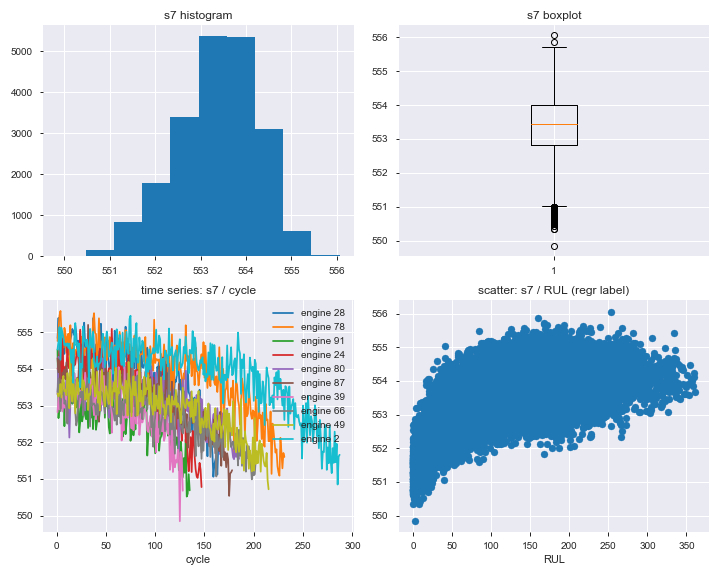 s7 histogram
5000
4000
3000
2000
1000
0
550 551 552 553 554 555 556
s7 boxplot
556
555
554
553
552
551
550
1
time series: s7 / cycle
555
554
553
552
551
550
engine 28
engine 78
engine 91
engine 24
engine 80
engine 87
engine 39
engine 66
engine 49
engine 2
0 50 100 150 200 250 300
cycle
scatter: s7 / RUL (regr label)
556
555
554
553
552
551
550
0 50 100 150 200 250 300 350
RUL